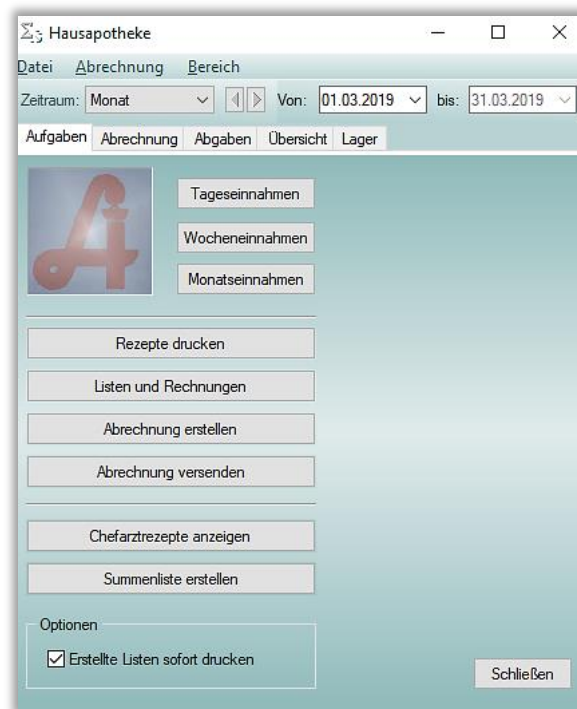 Hausapotheke
Datei Abrechnung Bereich
Zeitraum: Monat Von: 01.03.2019 bis: 31.03.2019
Aufgaben Abrechnung Abgaben Übersicht Lager
Tageseinnahmen
Wocheneinnahmen
Monatseinnahmen
Rezepte drucken
Listen und Rechnungen
Abrechnung erstellen
Abrechnung versenden
Chefarztrezepte anzeigen
Summenliste erstellen
Optionen
Erstellte Listen sofort drucken
Schließen